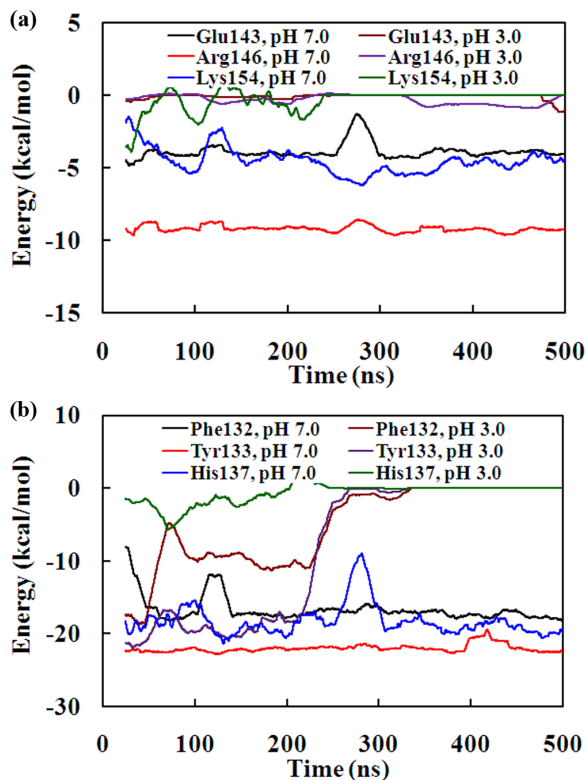 (a)
Glu143, pH 7.0 Glu143, pH 3.0
Arg146, pH 7.0 Arg146, pH 3.0
Lys154, pH 7.0 Lys154, pH 3.0
5
0
-5
-10
-15
Energy (kcal/mol)
0 100 200 300 400 500
Time (ns)
(b)
Phe132, pH 7.0 Phe132, pH 3.0
Tyr133, pH 7.0 Tyr133, pH 3.0
His137, pH 7.0 His137, pH 3.0
10
0
-10
-20
-30
Energy (kcal/mol)
0 100 200 300 400 500
Time (ns)